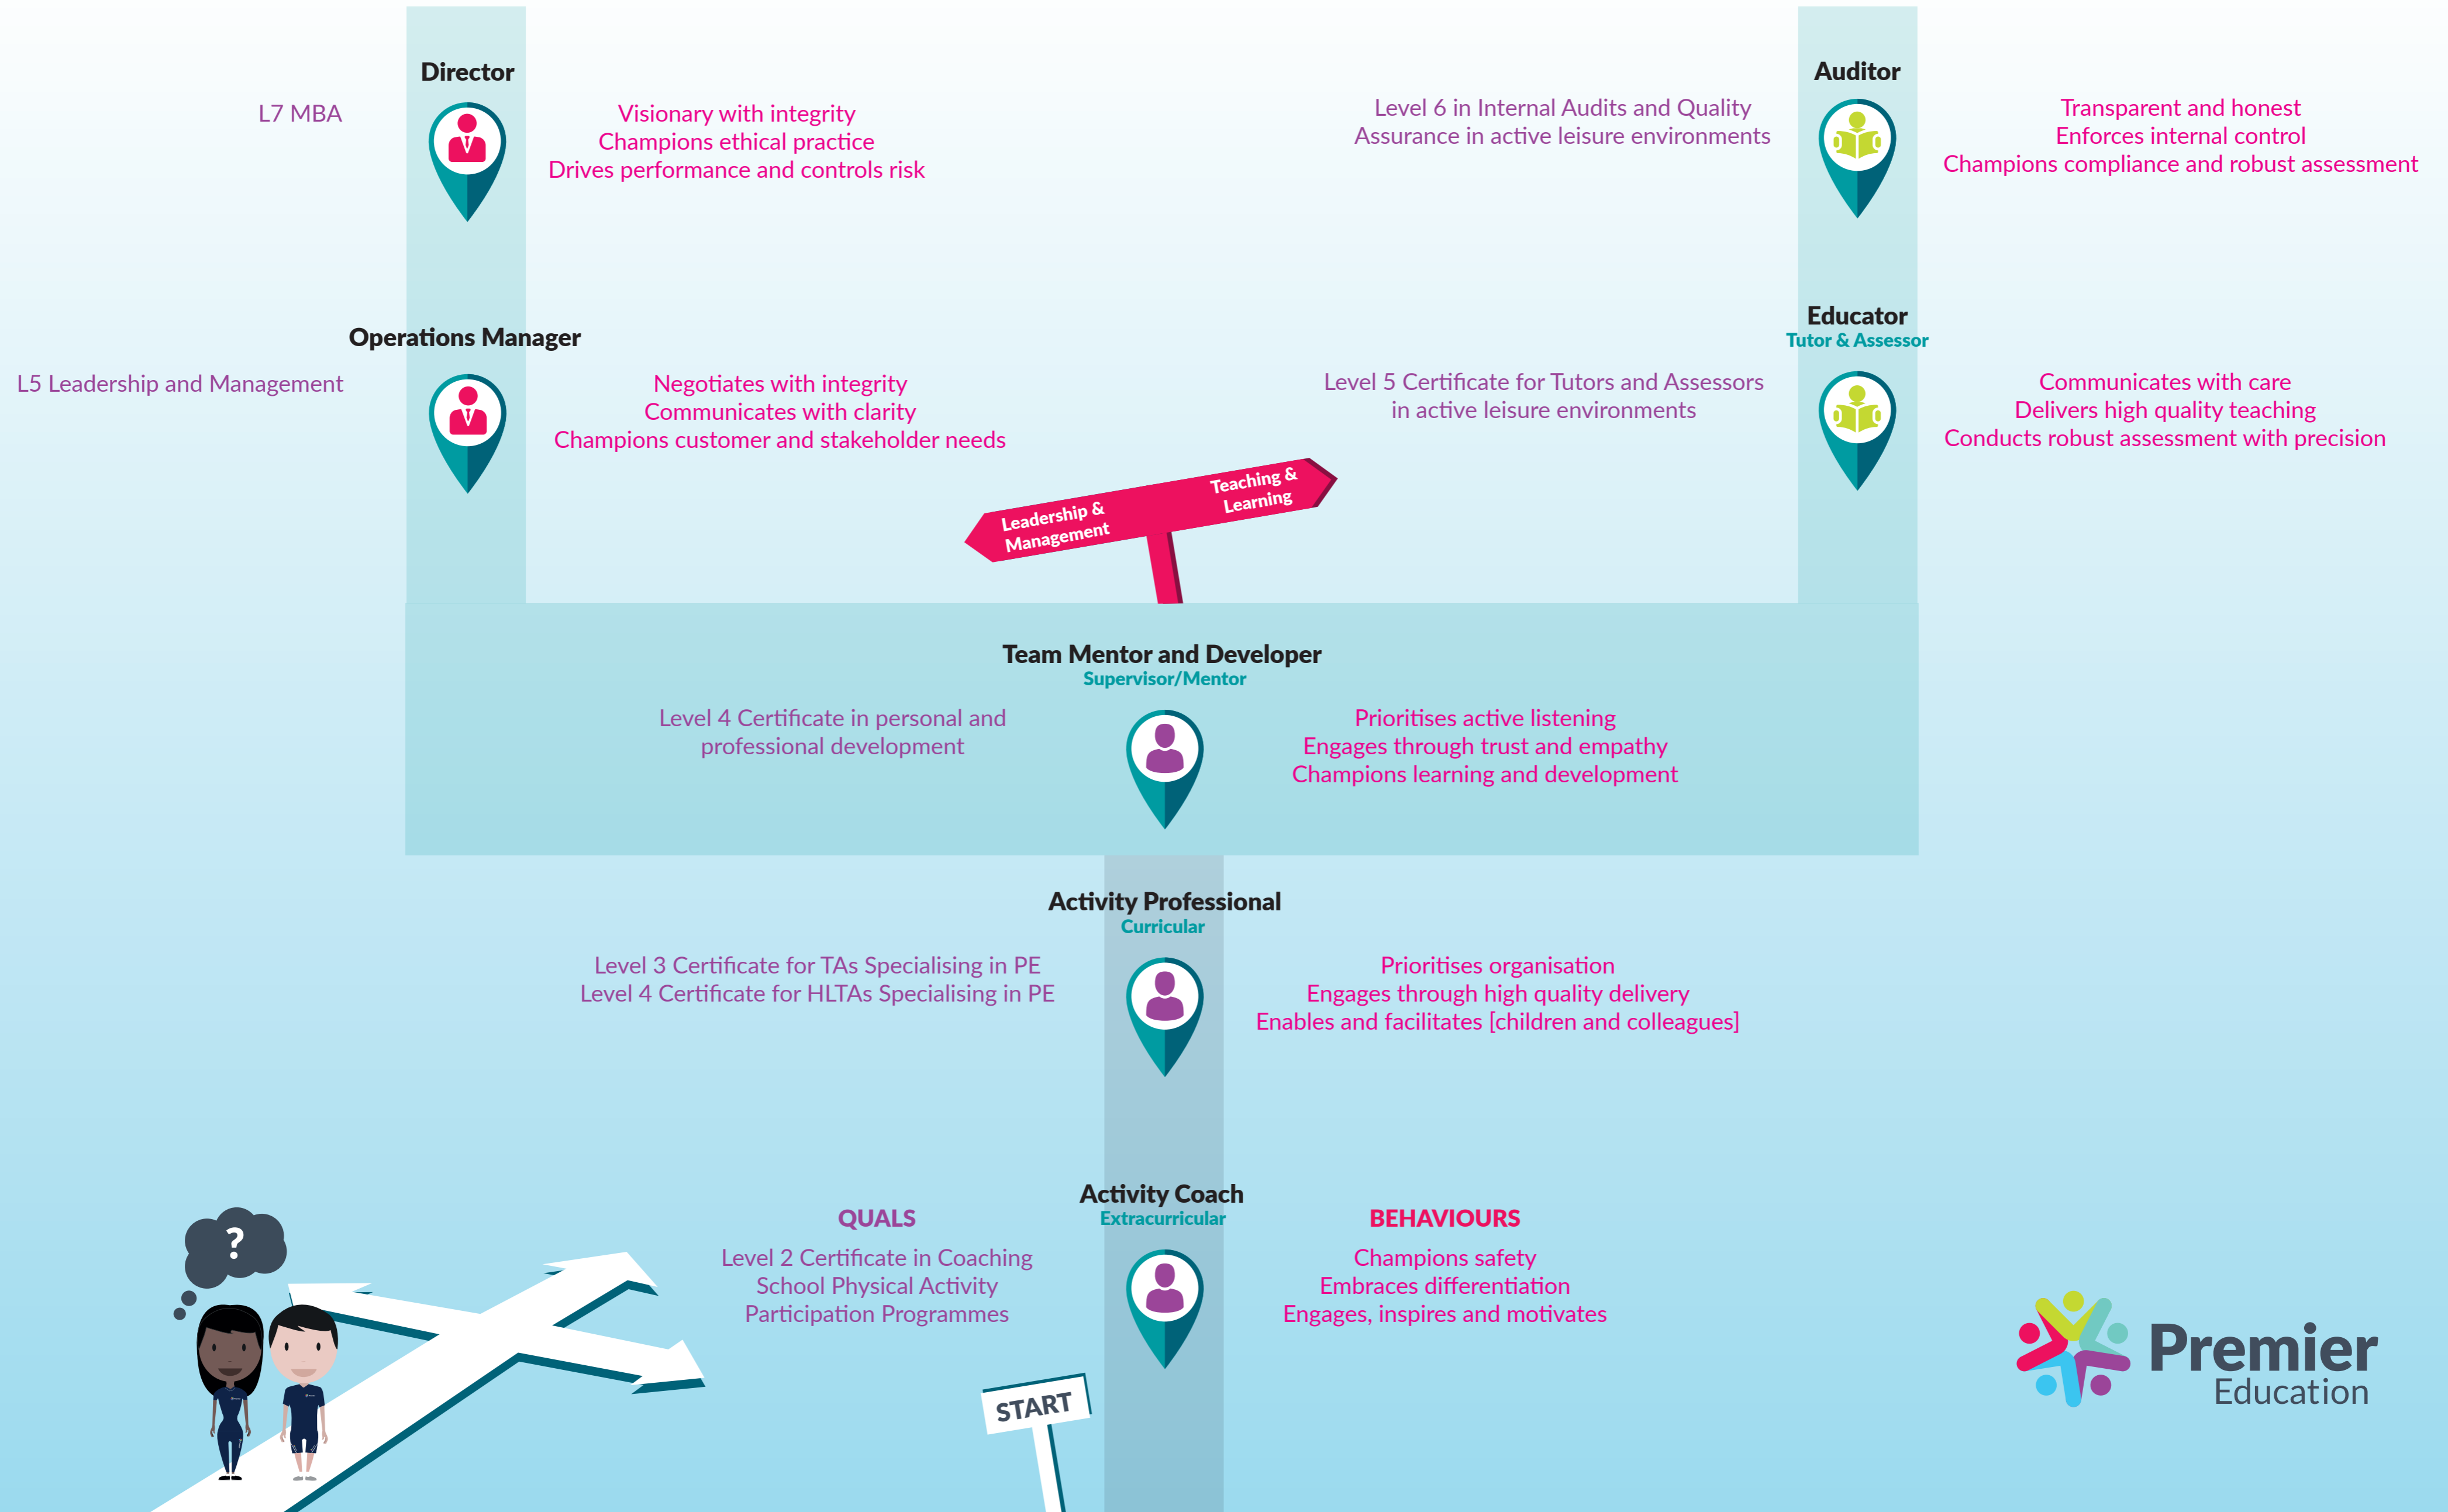 Director
L7 MBA
Visionary with integrity
Champions ethical practice
Drives performance and controls risk
Auditor
Level 6 in Internal Audits and Quality
Assurance in active leisure environments
Transparent and honest
Enforces internal control
Champions compliance and robust assessment
Operations Manager
L5 Leadership and Management
Negotiates with integrity
Communicates with clarity
Champions customer and stakeholder needs
Educator
Tutor & Assessor
Level 5 Certificate for Tutors and Assessors
in active leisure environments
Communicates with care
Delivers high quality teaching
Conducts robust assessment with precision
Leadership &
Management
Teaching &
Learning
Team Mentor and Developer
Supervisor/Mentor
Level 4 Certificate in personal and
professional development
Prioritises active listening
Engages through trust and empathy
Champions learning and development
Activity Professional
Curricular
Level 3 Certificate for TAs Specialising in PE
Level 4 Certificate for HLTAs Specialising in PE
Prioritises organisation
Engages through high quality delivery
Enables and facilitates [children and colleagues]
Activity Coach
Extracurricular
QUALS
Level 2 Certificate in Coaching
School Physical Activity
Participation Programmes
BEHAVIOURS
Champions safety
Embraces differentiation
Engages, inspires and motivates
?
START
Premier
Education